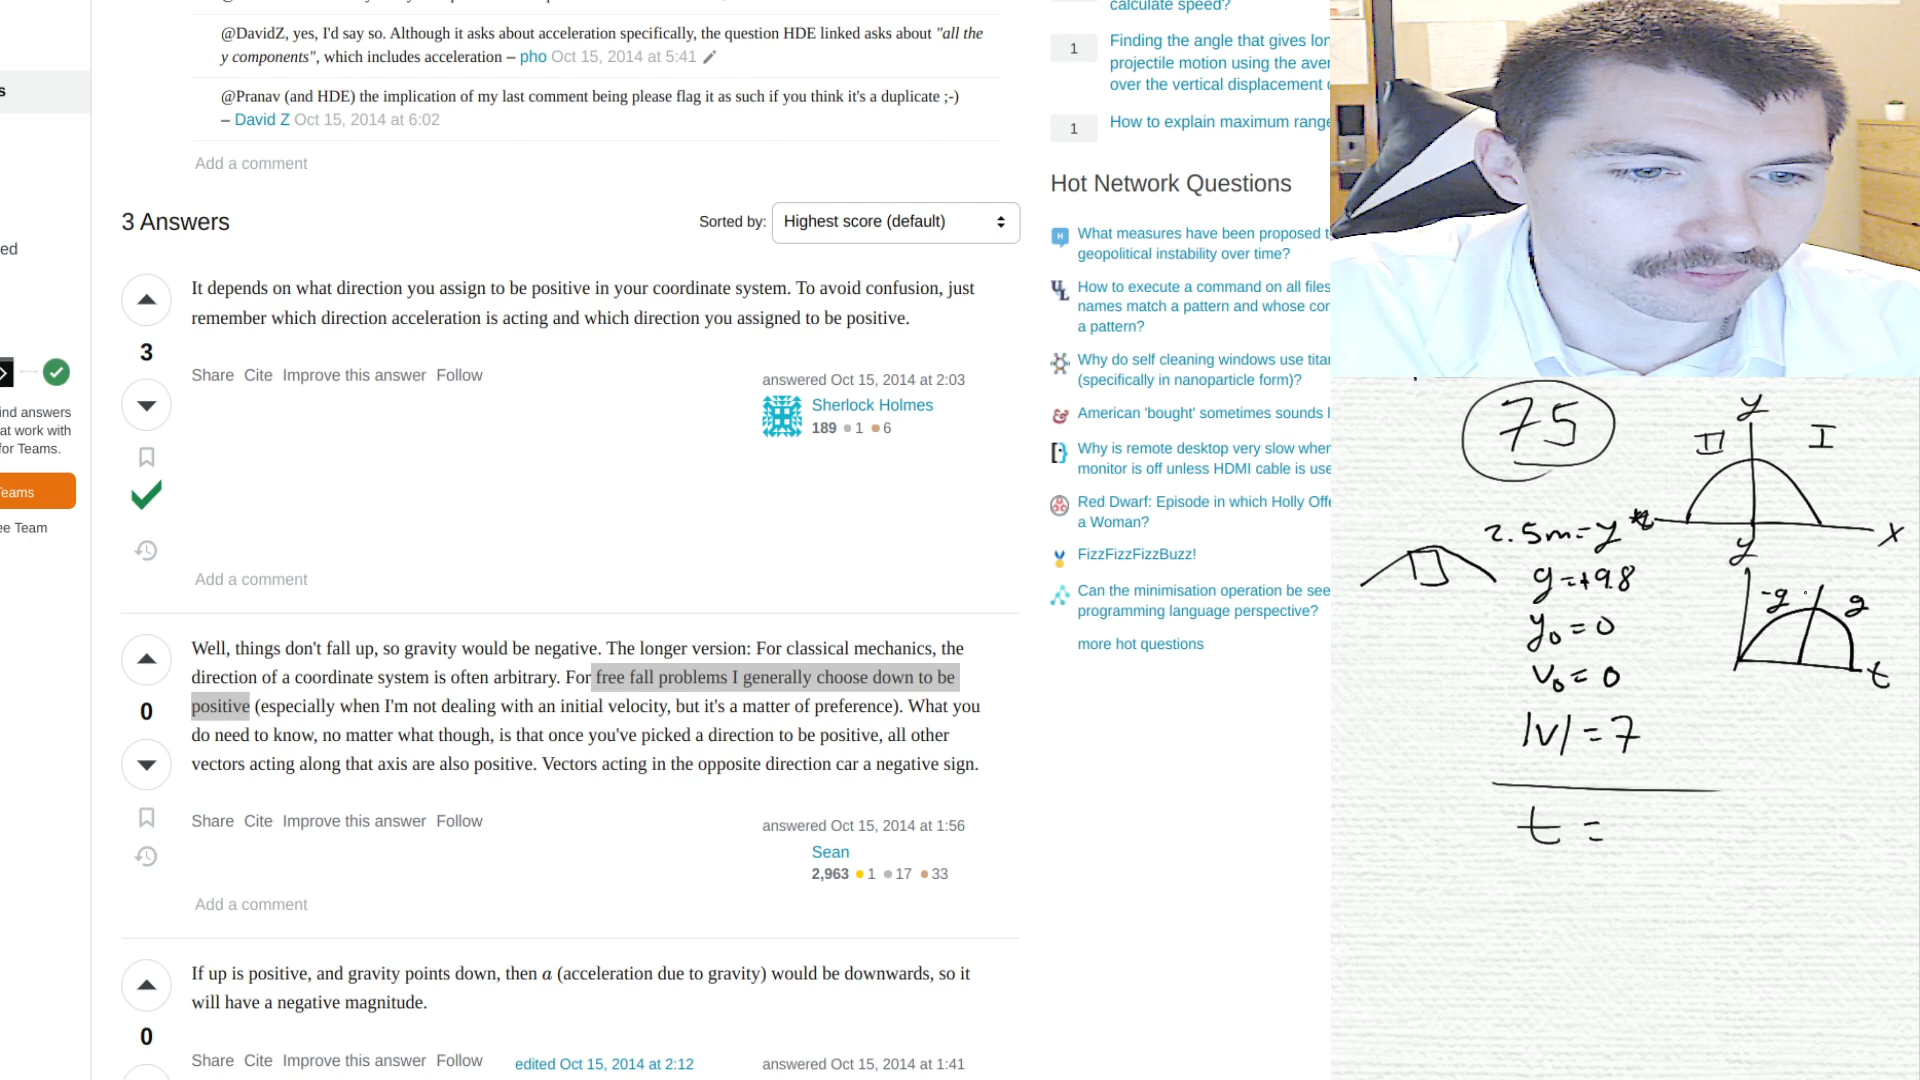 calculate speed?
@DavidZ, yes, I'd say so. Although it asks about acceleration specifically, the question HDE linked asks about "all the
y components", which includes acceleration – pho Oct 15, 2014 at 5:41
@Pranav (and HDE) the implication of my last comment being please flag it as such if you think it's a duplicate ;-)
– David Z Oct 15, 2014 at 6:02
Add a comment
3 Answers
Sorted by:
Highest score (default)
It depends on what direction you assign to be positive in your coordinate system. To avoid confusion, just
remember which direction acceleration is acting and which direction you assigned to be positive.
3
Share Cite Improve this answer Follow
answered Oct 15, 2014 at 2:03
Sherlock Holmes
189 1 6
Add a comment
Well, things don't fall up, so gravity would be negative. The longer version: For classical mechanics, the
direction of a coordinate system is often arbitrary. For free fall problems I generally choose down to be
positive (especially when I'm not dealing with an initial velocity, but it's a matter of preference). What you
do need to know, no matter what though, is that once you've picked a direction to be positive, all other
vectors acting along that axis are also positive. Vectors acting in the opposite direction car a negative sign.
0
Share Cite Improve this answer Follow
answered Oct 15, 2014 at 1:56
Sean
2,963 1 17 33
Add a comment
If up is positive, and gravity points down, then a (acceleration due to gravity) would be downwards, so it
will have a negative magnitude.
0
Share Cite Improve this answer Follow
edited Oct 15, 2014 at 2:12
answered Oct 15, 2014 at 1:41
s
ed
ind answers
at work with
for Teams.
Teams
ee Team
1
Finding the angle that gives lon
projectile motion using the aver
over the vertical displacement
1
How to explain maximum range
Hot Network Questions
What measures have been proposed t
geopolitical instability over time?
How to execute a command on all files
names match a pattern and whose con
a pattern?
Why do self cleaning windows use titan
(specifically in nanoparticle form)?
American 'bought' sometimes sounds l
Why is remote desktop very slow when
monitor is off unless HDMI cable is use
Red Dwarf: Episode in which Holly Offe
a Woman?
FizzFizzFizzBuzz!
Can the minimisation operation be see
programming language perspective?
more hot questions
75
y
II I
x
2.5m=y
g=+9.8
y₀=0
v₀=0
|v|=7
t=
y
-g g
t